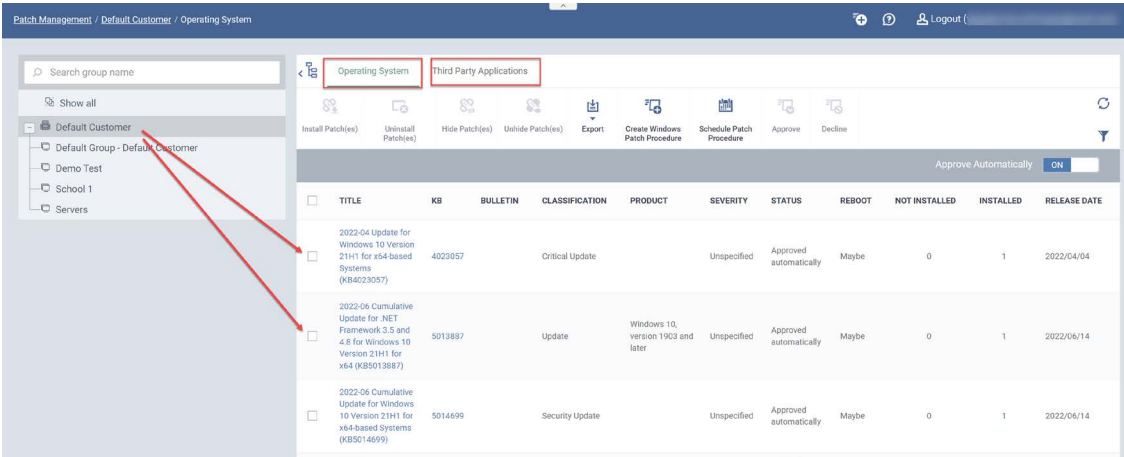 Patch Management / Default Customer / Operating System
Logout (
Search group name
Show all
Default Customer
Default Group - Default Customer
Demo Test
School 1
Servers
Operating System
Third Party Applications
Install Patch(es)
Uninstall
Patch(es)
Hide Patch(es)
Unhide Patch(es)
Export
Create Windows
Patch Procedure
Schedule Patch
Procedure
Approve
Decline
Approve Automatically ON
TITLE KB BULLETIN CLASSIFICATION PRODUCT SEVERITY STATUS REBOOT NOT INSTALLED INSTALLED RELEASE DATE
2022-04 Update for
Windows 10 Version
21H1 for x64-based
Systems
(KB4023057)
4023057
Critical Update
Unspecified
Approved
automatically
Maybe
0
1
2022/04/04
2022-06 Cumulative
Update for .NET
Framework 3.5 and
4.8 for Windows 10
Version 21H1 for
x64 (KB5013887)
5013887
Update
Windows 10,
version 1903 and
later
Unspecified
Approved
automatically
Maybe
0
1
2022/06/14
2022-06 Cumulative
Update for Windows
10 Version 21H1 for
x64-based Systems
(KB5014699)
5014699
Security Update
Unspecified
Approved
automatically
Maybe
0
1
2022/06/14